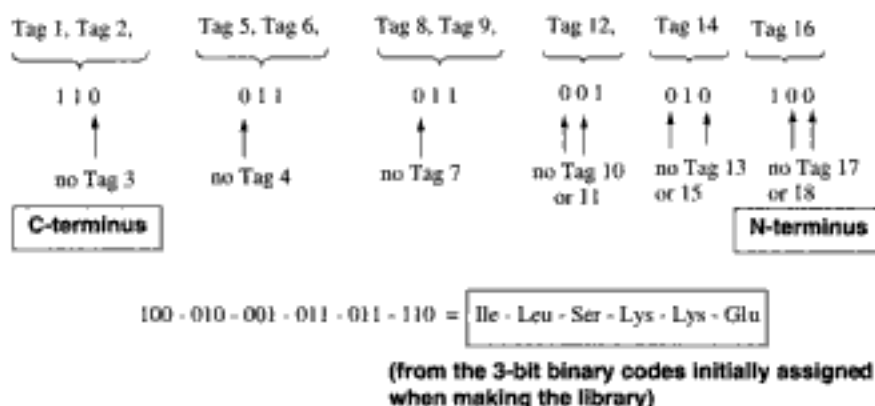 Tag 1, Tag 2, Tag 5, Tag 6, Tag 8, Tag 9, Tag 12, Tag 14 Tag 16
1 1 0 0 1 1 0 1 1 0 0 1 0 1 0 1 0 0
no Tag 3 no Tag 4 no Tag 7 no Tag 10 no Tag 13 no Tag 17
or 11 or 15 or 18
C-terminus N-terminus
100 - 010 - 001 - 011 - 011 - 110 = Ile - Leu - Ser - Lys - Lys - Glu
(from the 3-bit binary codes initially assigned
when making the library)